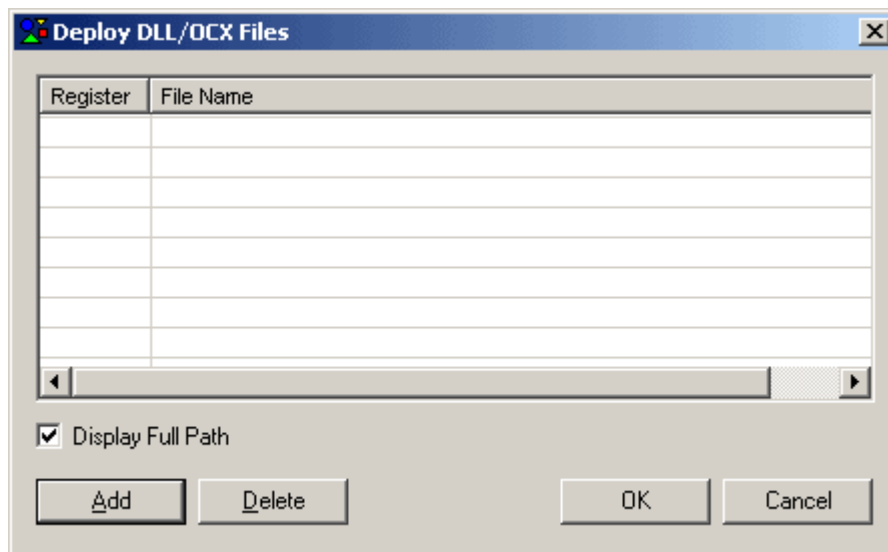 Deploy DLL/OCX Files
Register File Name
Display Full Path
Add Delete OK Cancel